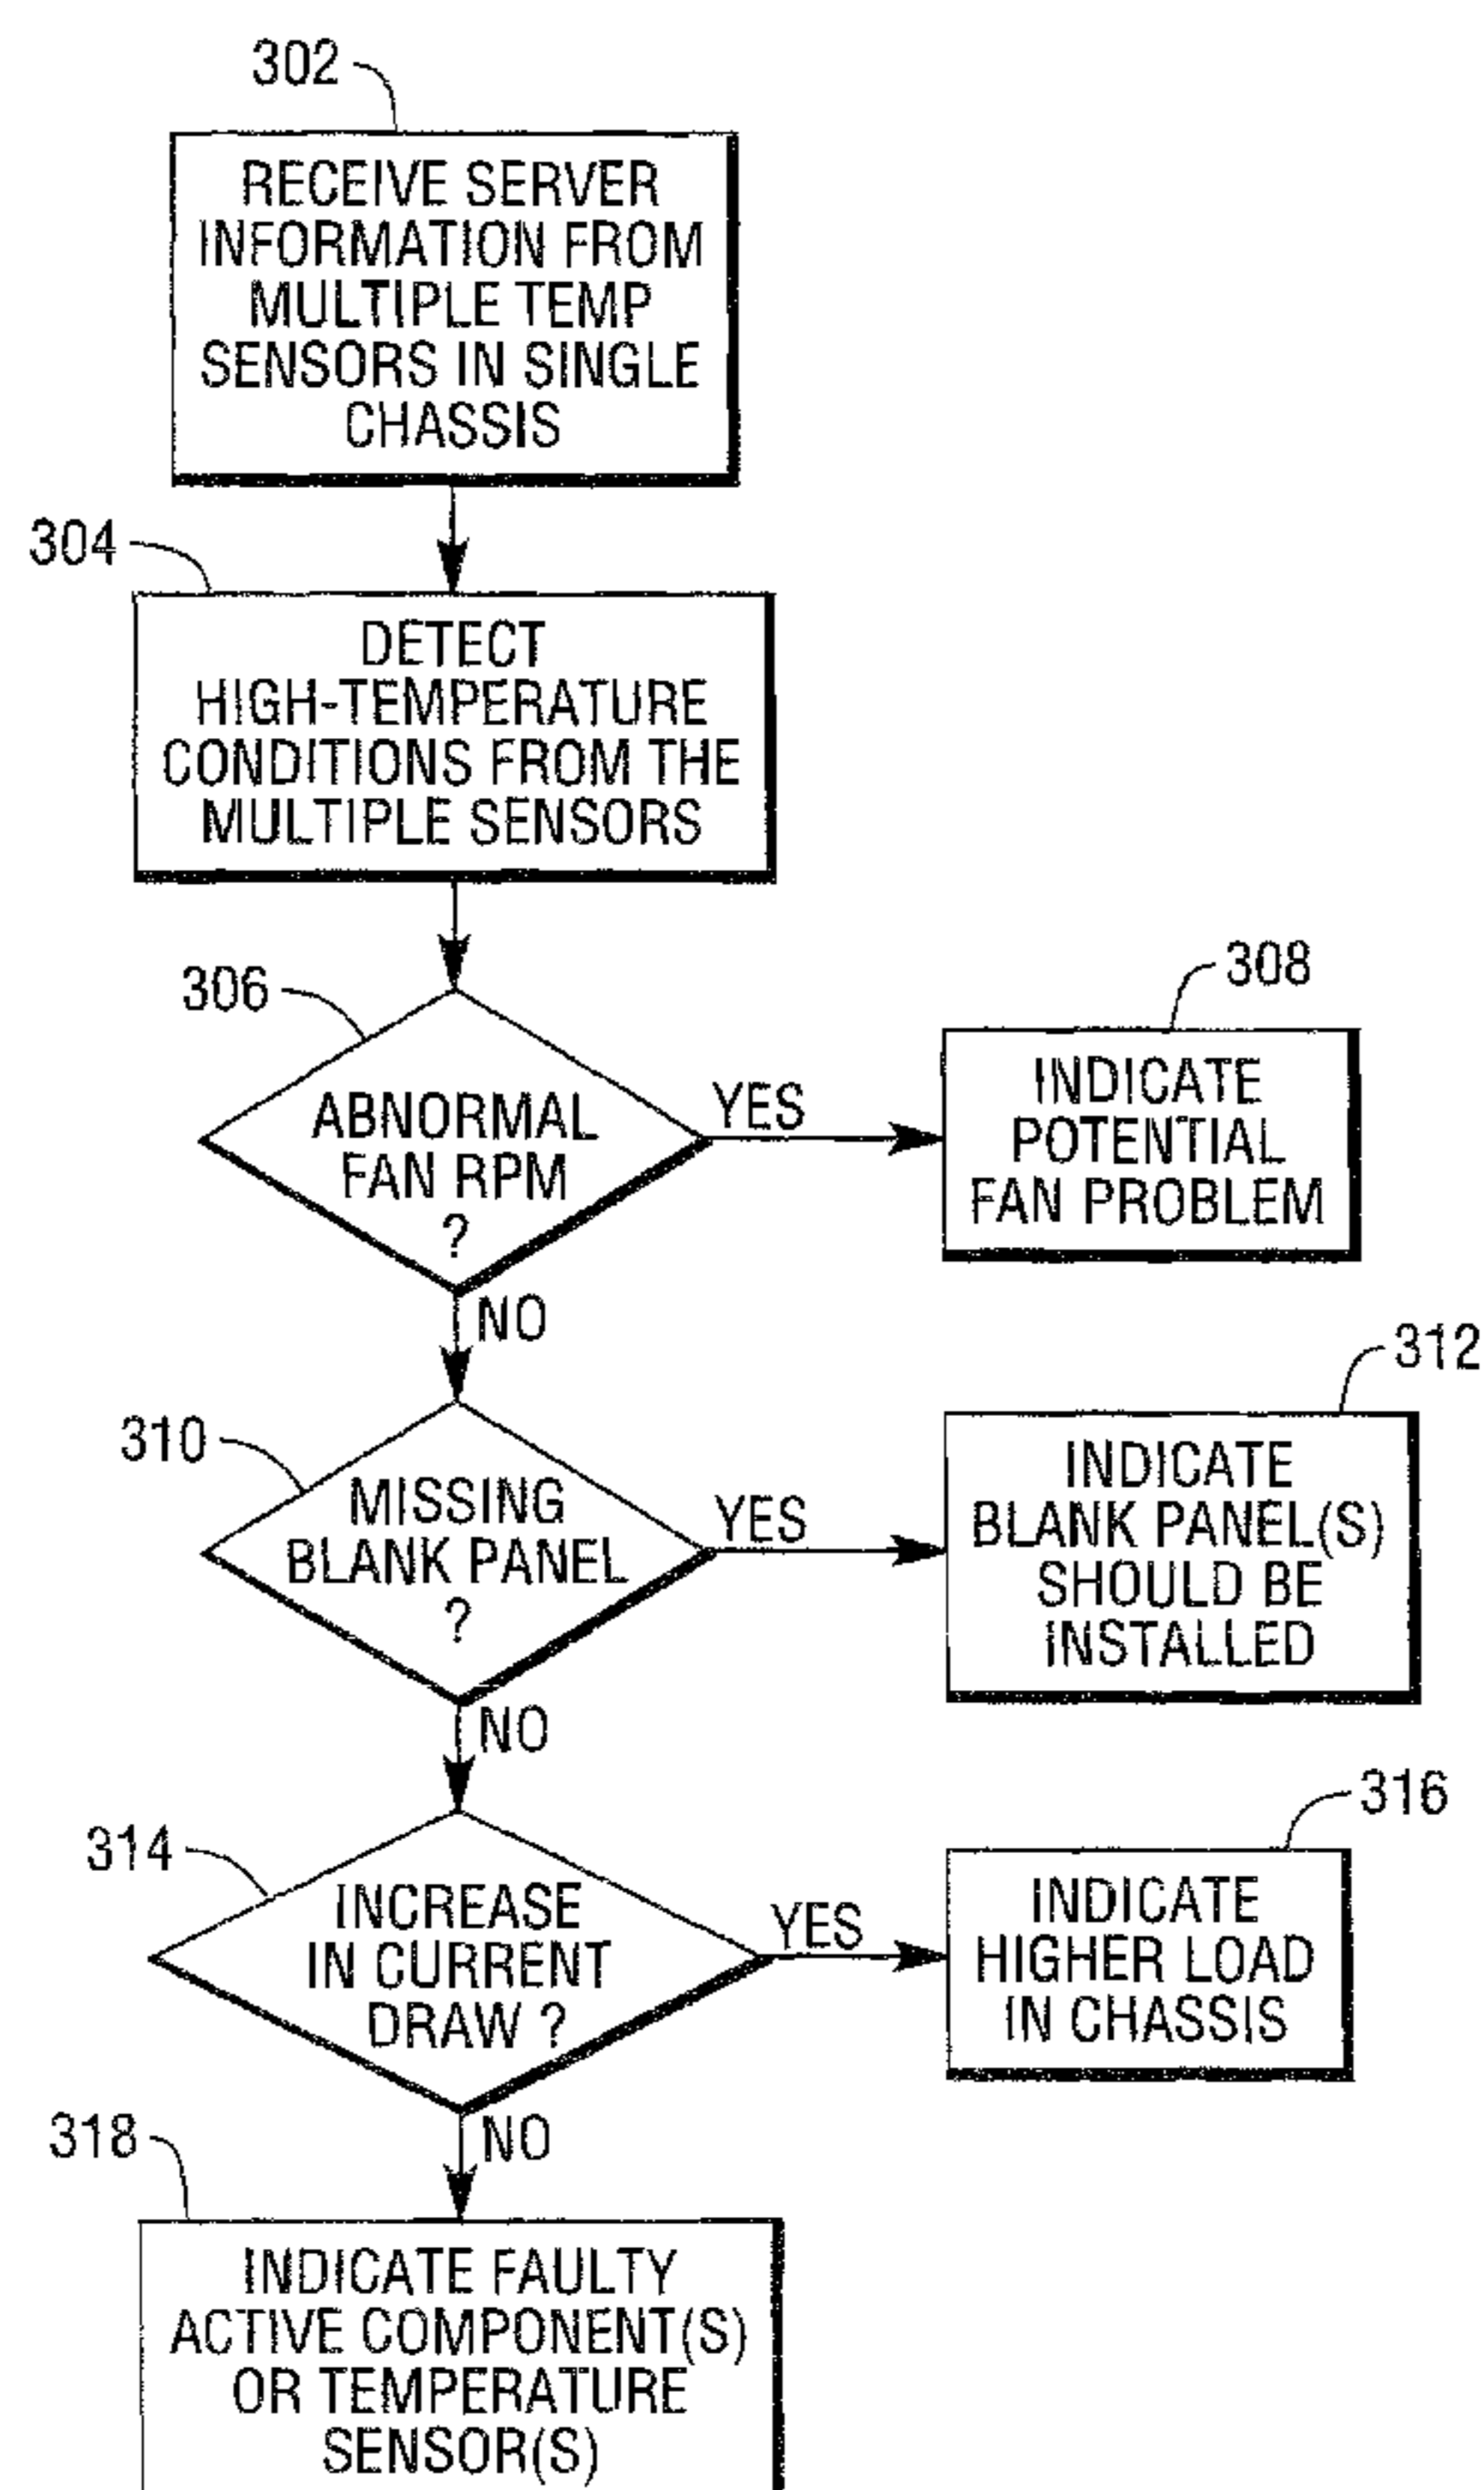 302
RECEIVE SERVER
INFORMATION FROM
MULTIPLE TEMP
SENSORS IN SINGLE
CHASSIS
304
DETECT
HIGH-TEMPERATURE
CONDITIONS FROM THE
MULTIPLE SENSORS
306
ABNORMAL
FAN RPM
?
YES
308
INDICATE
POTENTIAL
FAN PROBLEM
NO
310
MISSING
BLANK PANEL
?
YES
312
INDICATE
BLANK PANEL(S)
SHOULD BE
INSTALLED
NO
314
INCREASE
IN CURRENT
DRAW ?
YES
316
INDICATE
HIGHER LOAD
IN CHASSIS
NO
318
INDICATE FAULTY
ACTIVE COMPONENT(S)
OR TEMPERATURE
SENSOR(S)